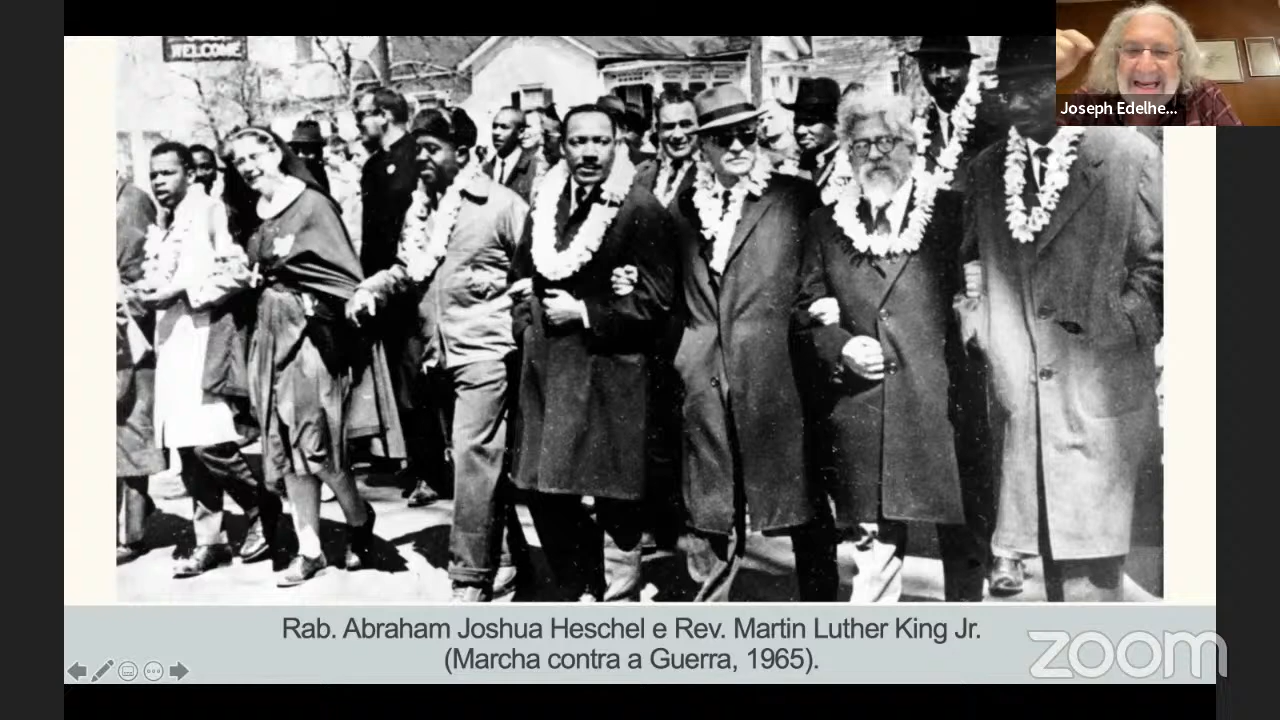 WELCOME
Joseph Edelhe...
Rab. Abraham Joshua Heschel e Rev. Martin Luther King Jr.
(Marcha contra a Guerra, 1965).
zoom